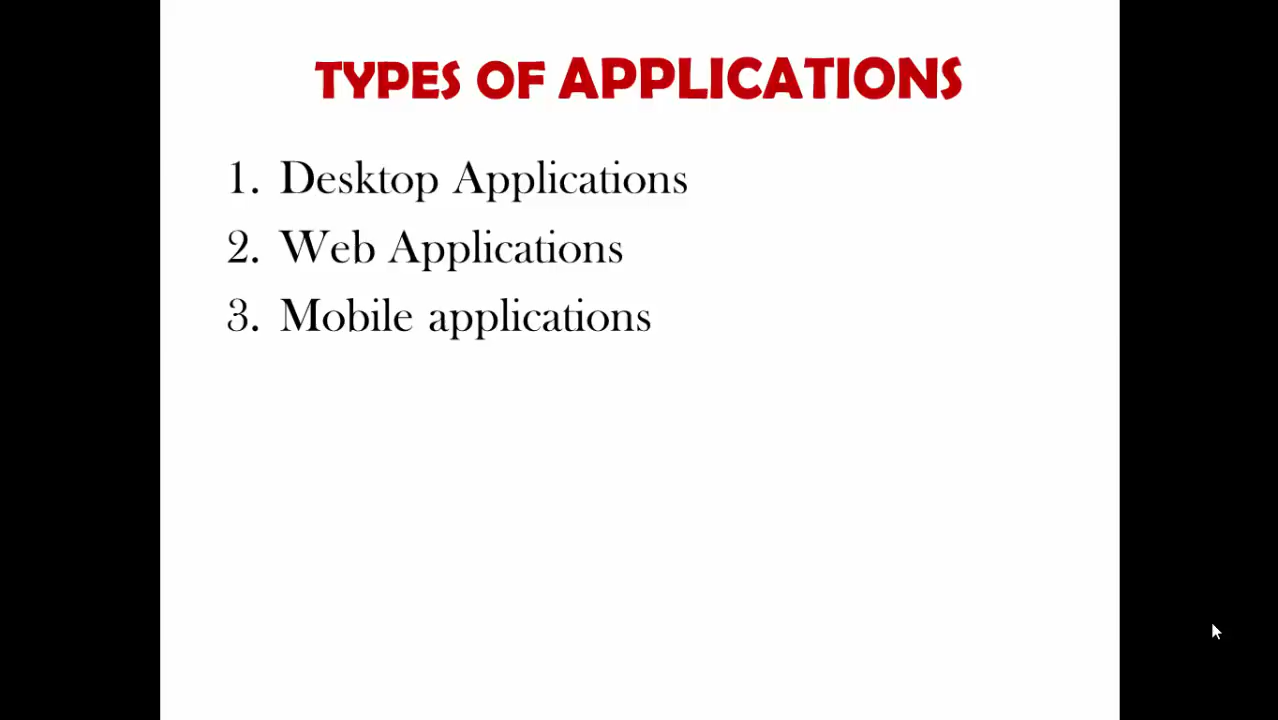 TYPES OF APPLICATIONS
1. Desktop Applications
2. Web Applications
3. Mobile applications